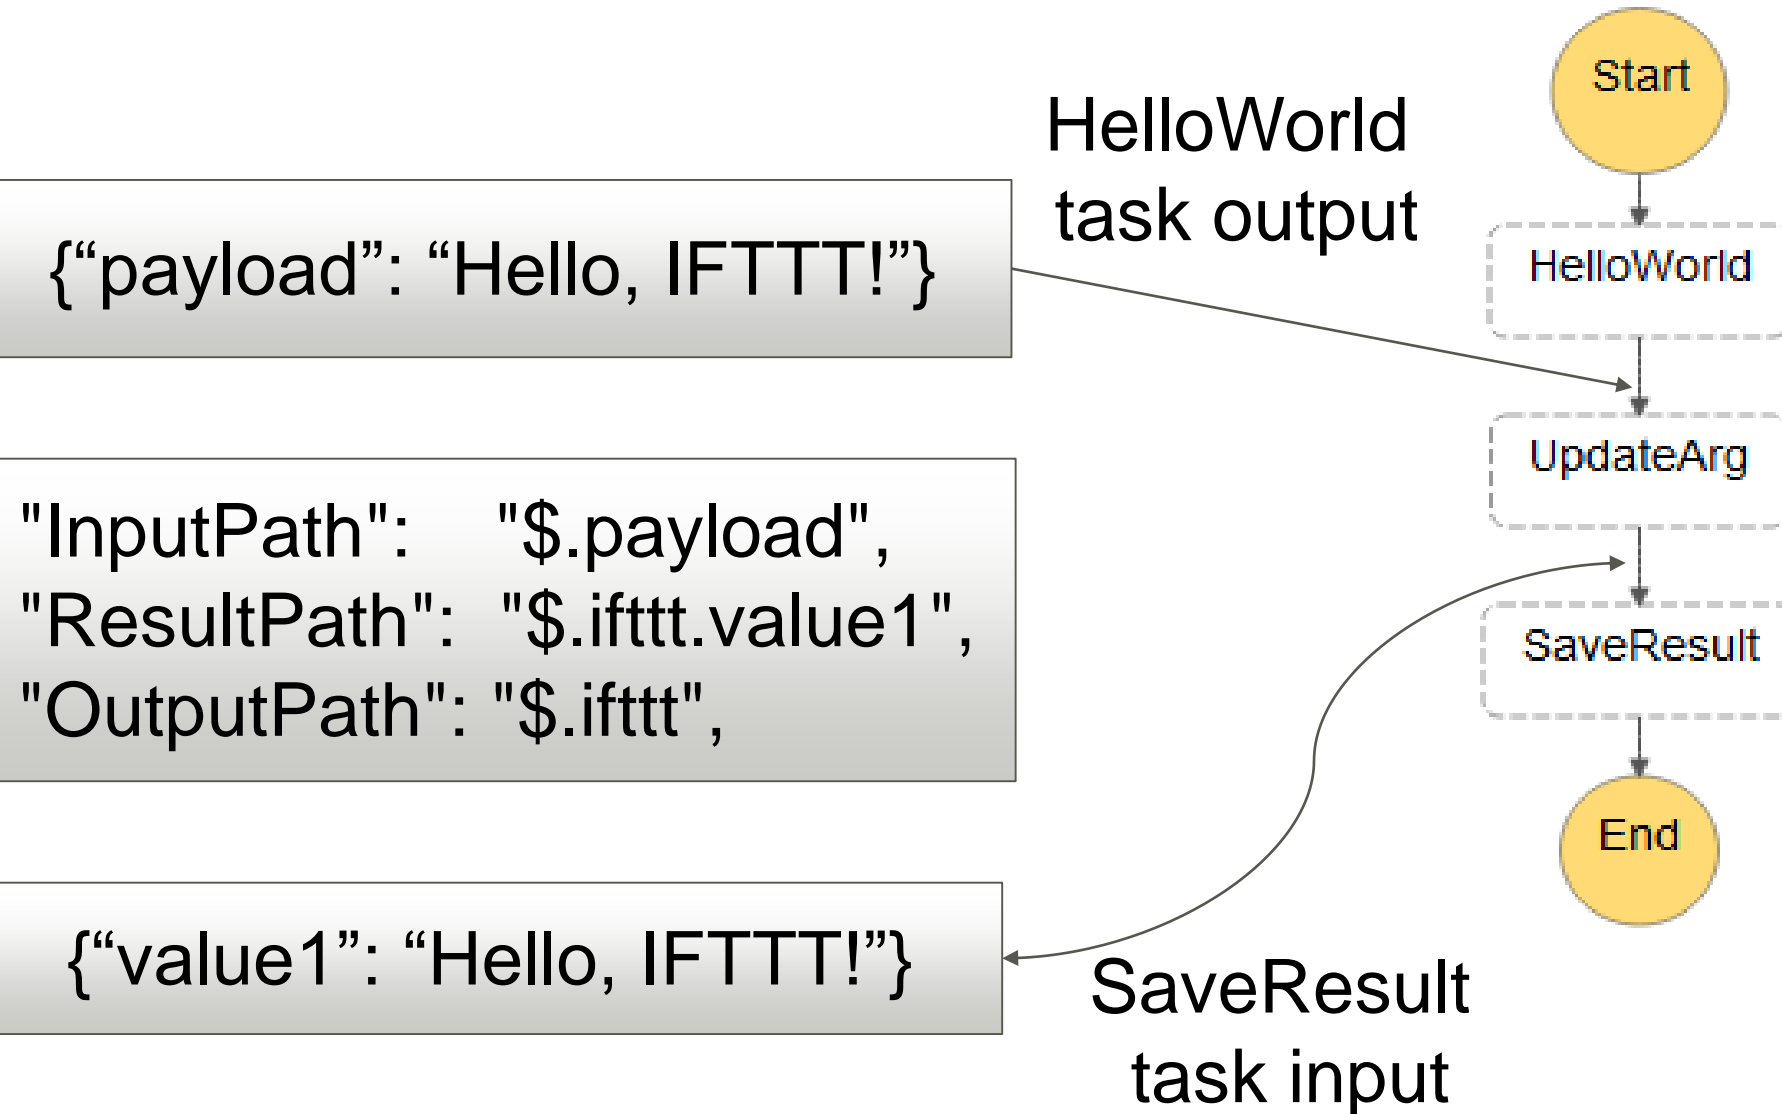 HelloWorld
task output
{“payload”: “Hello, IFTTT!”}
"InputPath":    "$.payload",
"ResultPath":  "$.ifttt.value1",
"OutputPath": "$.ifttt",
{“value1”: “Hello, IFTTT!”}
SaveResult
task input
Start
HelloWorld
UpdateArg
SaveResult
End